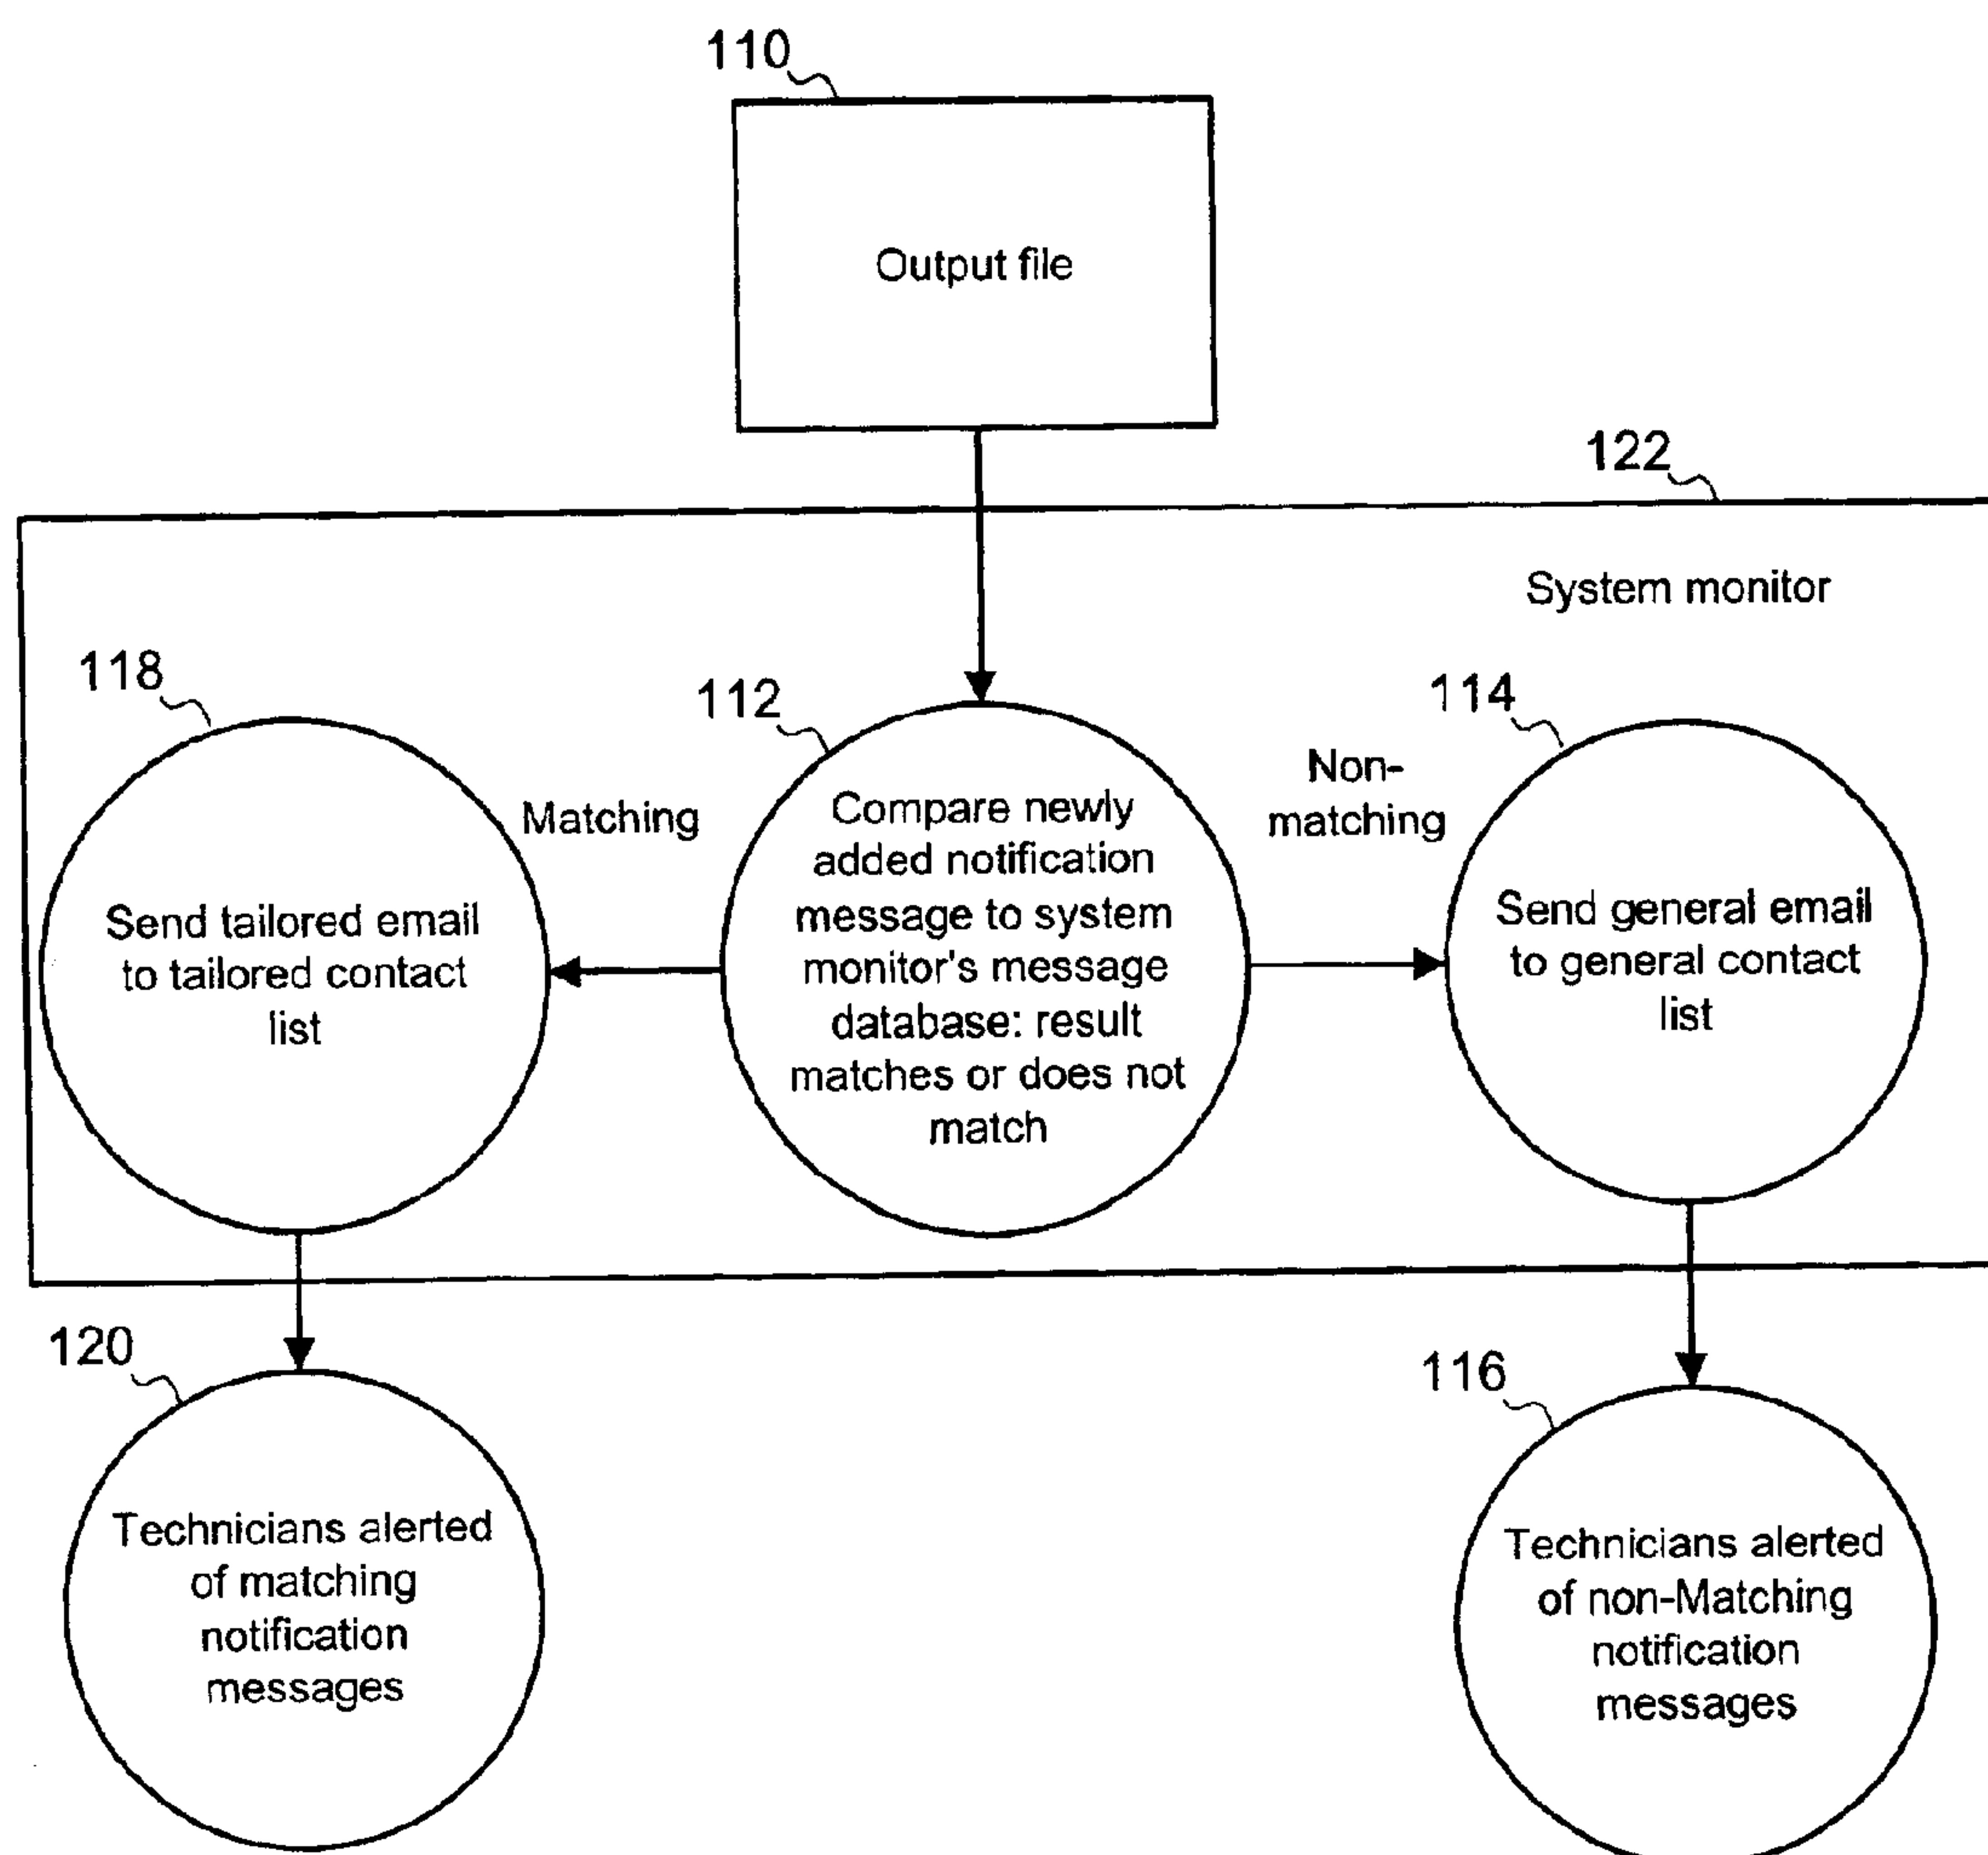 110
Output file
122
System monitor
118
112
114
Matching
Non-
matching
Compare newly
added notification
message to system
monitor's message
database: result
matches or does not
match
Send tailored email
to tailored contact
list
Send general email
to general contact
list
120
116
Technicians alerted
of matching
notification
messages
Technicians alerted
of non-Matching
notification
messages